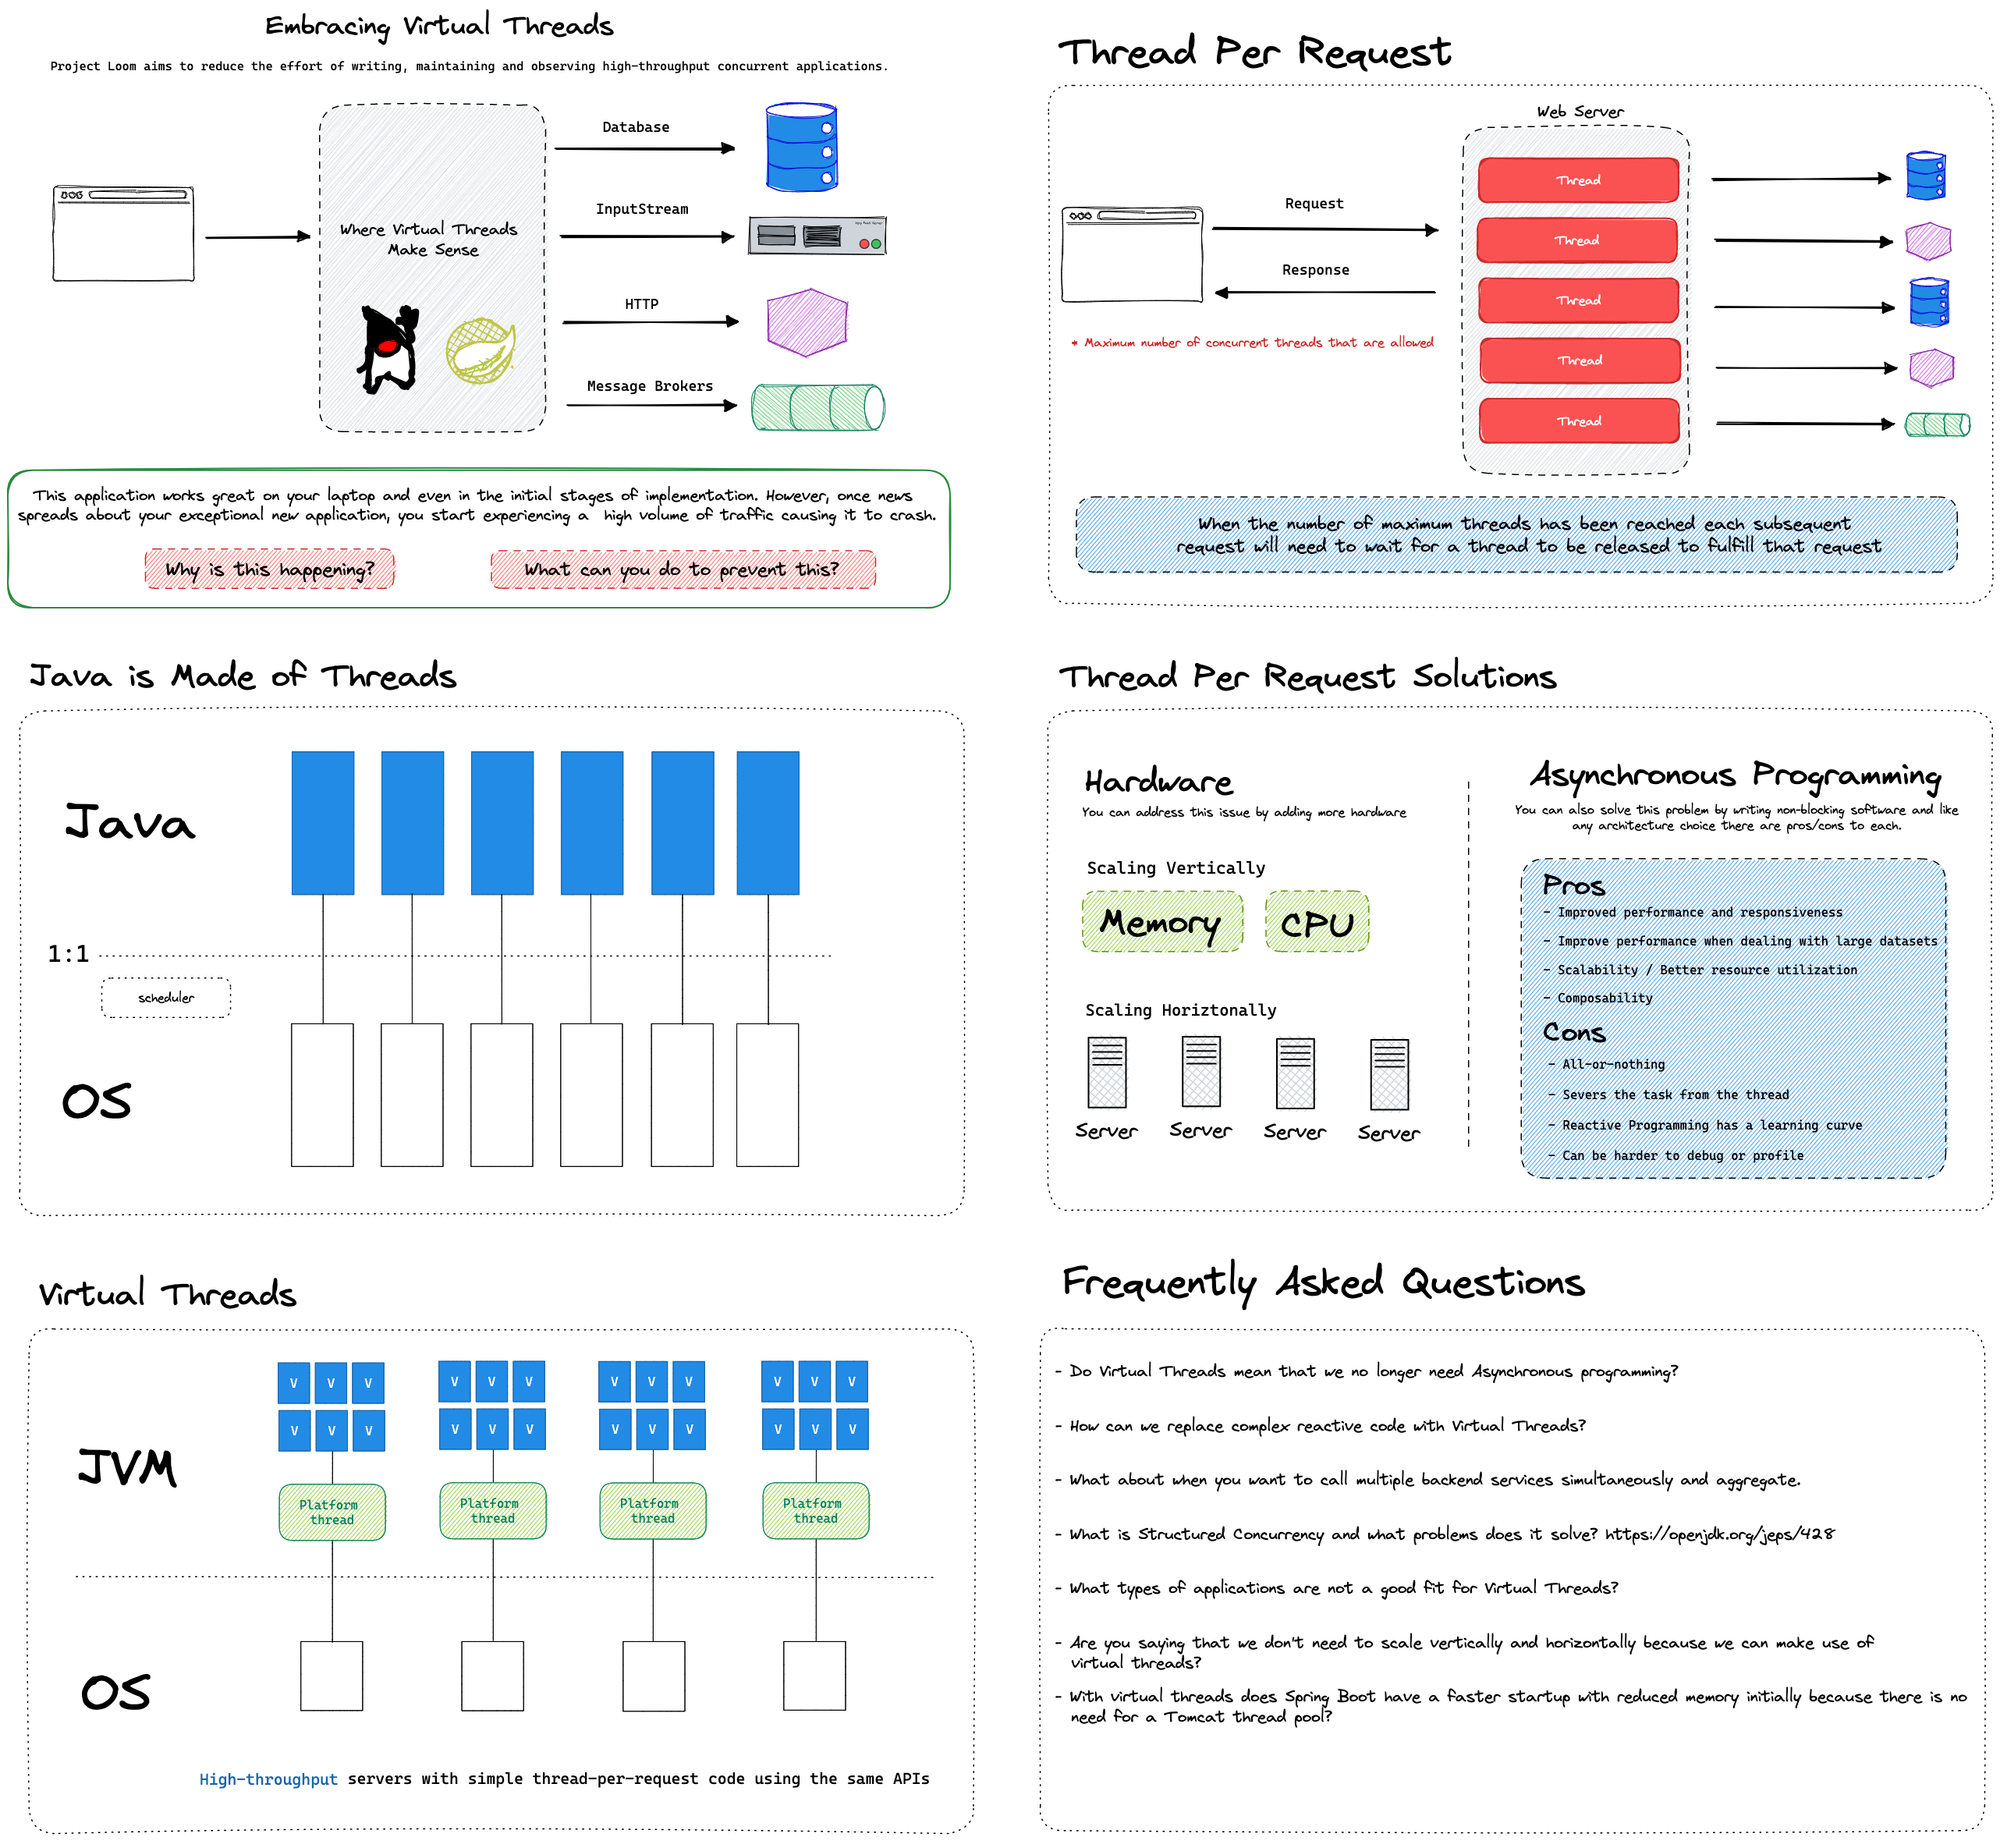 Embracing Virtual Threads
Project Loom aims to reduce the effort of writing, maintaining and observing high-throughput concurrent applications.
Where Virtual Threads
Make Sense
Database
InputStream
HTTP
Message Brokers
This application works great on your laptop and even in the initial stages of implementation. However, once news
spreads about your exceptional new application, you start experiencing a high volume of traffic causing it to crash.
Why is this happening?
What can you do to prevent this?
Thread Per Request
Web Server
Request
Response
* Maximum number of concurrent threads that are allowed
Thread
Thread
Thread
Thread
Thread
When the number of maximum threads has been reached each subsequent
request will need to wait for a thread to be released to fulfill that request
Java is Made of Threads
Java
1:1
scheduler
OS
Thread Per Request Solutions
Hardware
You can address this issue by adding more hardware
Scaling Vertically
Memory
CPU
Scaling Horiztonally
Server
Server
Server
Server
Asynchronous Programming
You can also solve this problem by writing non-blocking software and like
any architecture choice there are pros/cons to each.
Pros
- Improved performance and responsiveness
- Improve performance when dealing with large datasets
- Scalability / Better resource utilization
- Composability
Cons
- All-or-nothing
- Severs the task from the thread
- Reactive Programming has a learning curve
- Can be harder to debug or profile
Virtual Threads
JVM
V V V V V V V V V V V V
V V V V V V V V V V V V
Platform
thread
Platform
thread
Platform
thread
Platform
thread
OS
High-throughput servers with simple thread-per-request code using the same APIs
Frequently Asked Questions
- Do Virtual Threads mean that we no longer need Asynchronous programming?
- How can we replace complex reactive code with Virtual Threads?
- What about when you want to call multiple backend services simultaneously and aggregate.
- What is Structured Concurrency and what problems does it solve? https://openjdk.org/jeps/428
- What types of applications are not a good fit for Virtual Threads?
- Are you saying that we don't need to scale vertically and horizontally because we can make use of
virtual threads?
- With virtual threads does Spring Boot have a faster startup with reduced memory initially because there is no
need for a Tomcat thread pool?